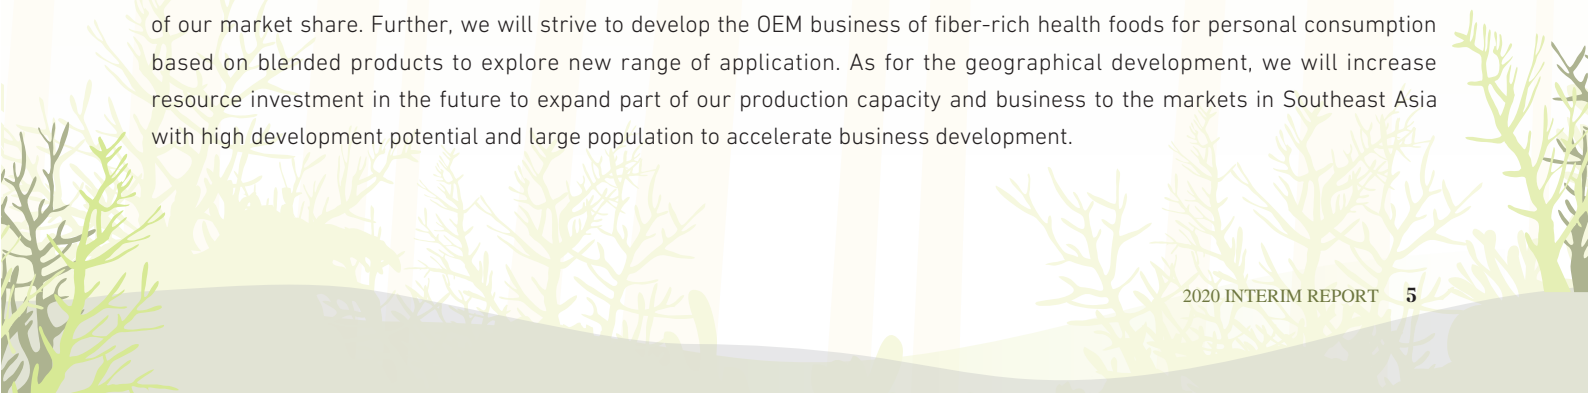 of our market share. Further, we will strive to develop the OEM business of fiber-rich health foods for personal consumption
based on blended products to explore new range of application. As for the geographical development, we will increase
resource investment in the future to expand part of our production capacity and business to the markets in Southeast Asia
with high development potential and large population to accelerate business development.
2020 INTERIM REPORT 5